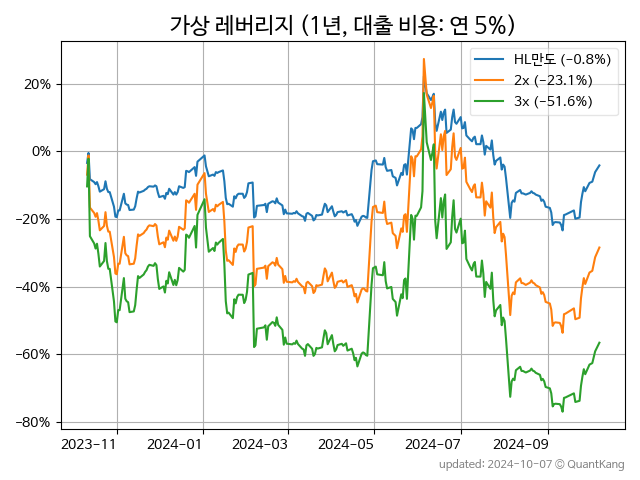 가상 레버리지 (1년, 대출 비용: 연 5%)
HL만도 (−0.8%)
2x (−23.1%)
3x (−51.6%)
20%
0%
−20%
−40%
−60%
−80%
2023-11 2024-01 2024-03 2024-05 2024-07 2024-09
updated: 2024-10-07 © QuantKang